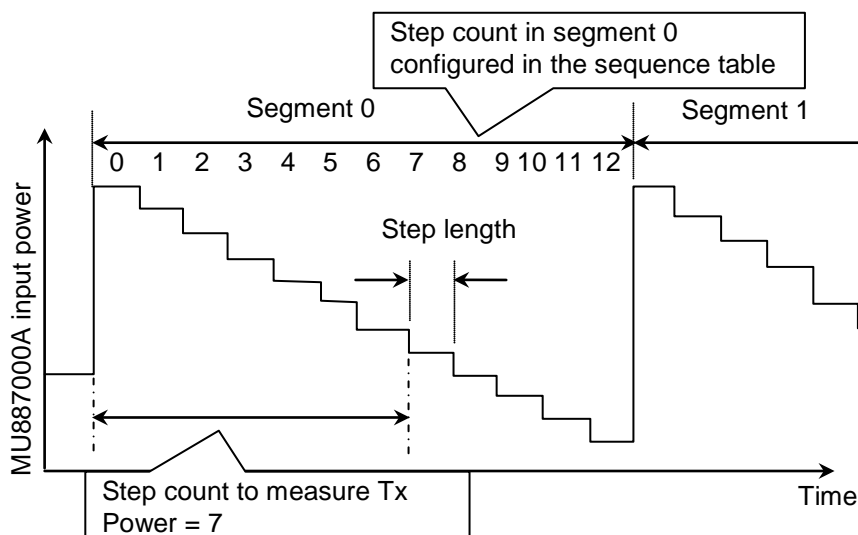 Step count in segment 0
configured in the sequence table
Segment 0
Segment 1
0 1 2 3 4 5 6 7 8 9 10 11 12
Step length
MU887000A input power
Time
Step count to measure Tx
Power = 7